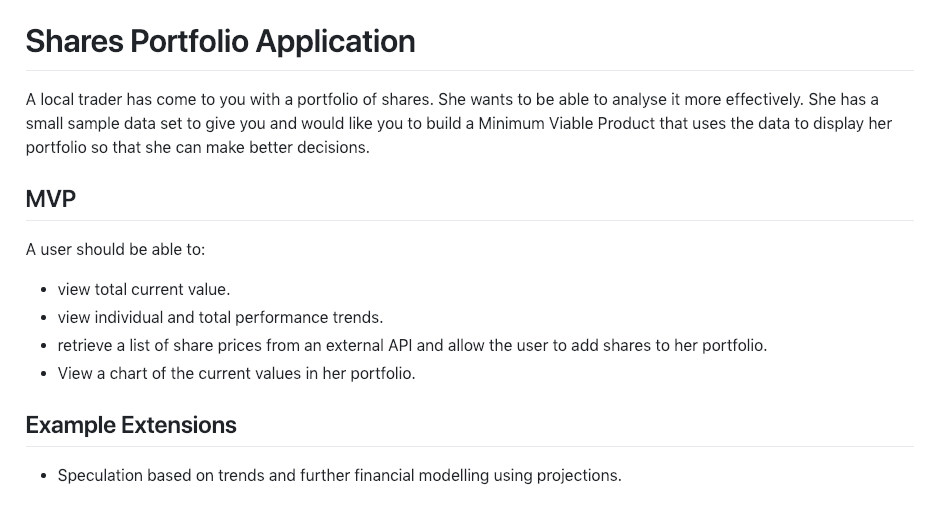 Shares Portfolio Application
A local trader has come to you with a portfolio of shares. She wants to be able to analyse it more effectively. She has a
small sample data set to give you and would like you to build a Minimum Viable Product that uses the data to display her
portfolio so that she can make better decisions.
MVP
A user should be able to:
• view total current value.
• view individual and total performance trends.
• retrieve a list of share prices from an external API and allow the user to add shares to her portfolio.
• View a chart of the current values in her portfolio.
Example Extensions
• Speculation based on trends and further financial modelling using projections.